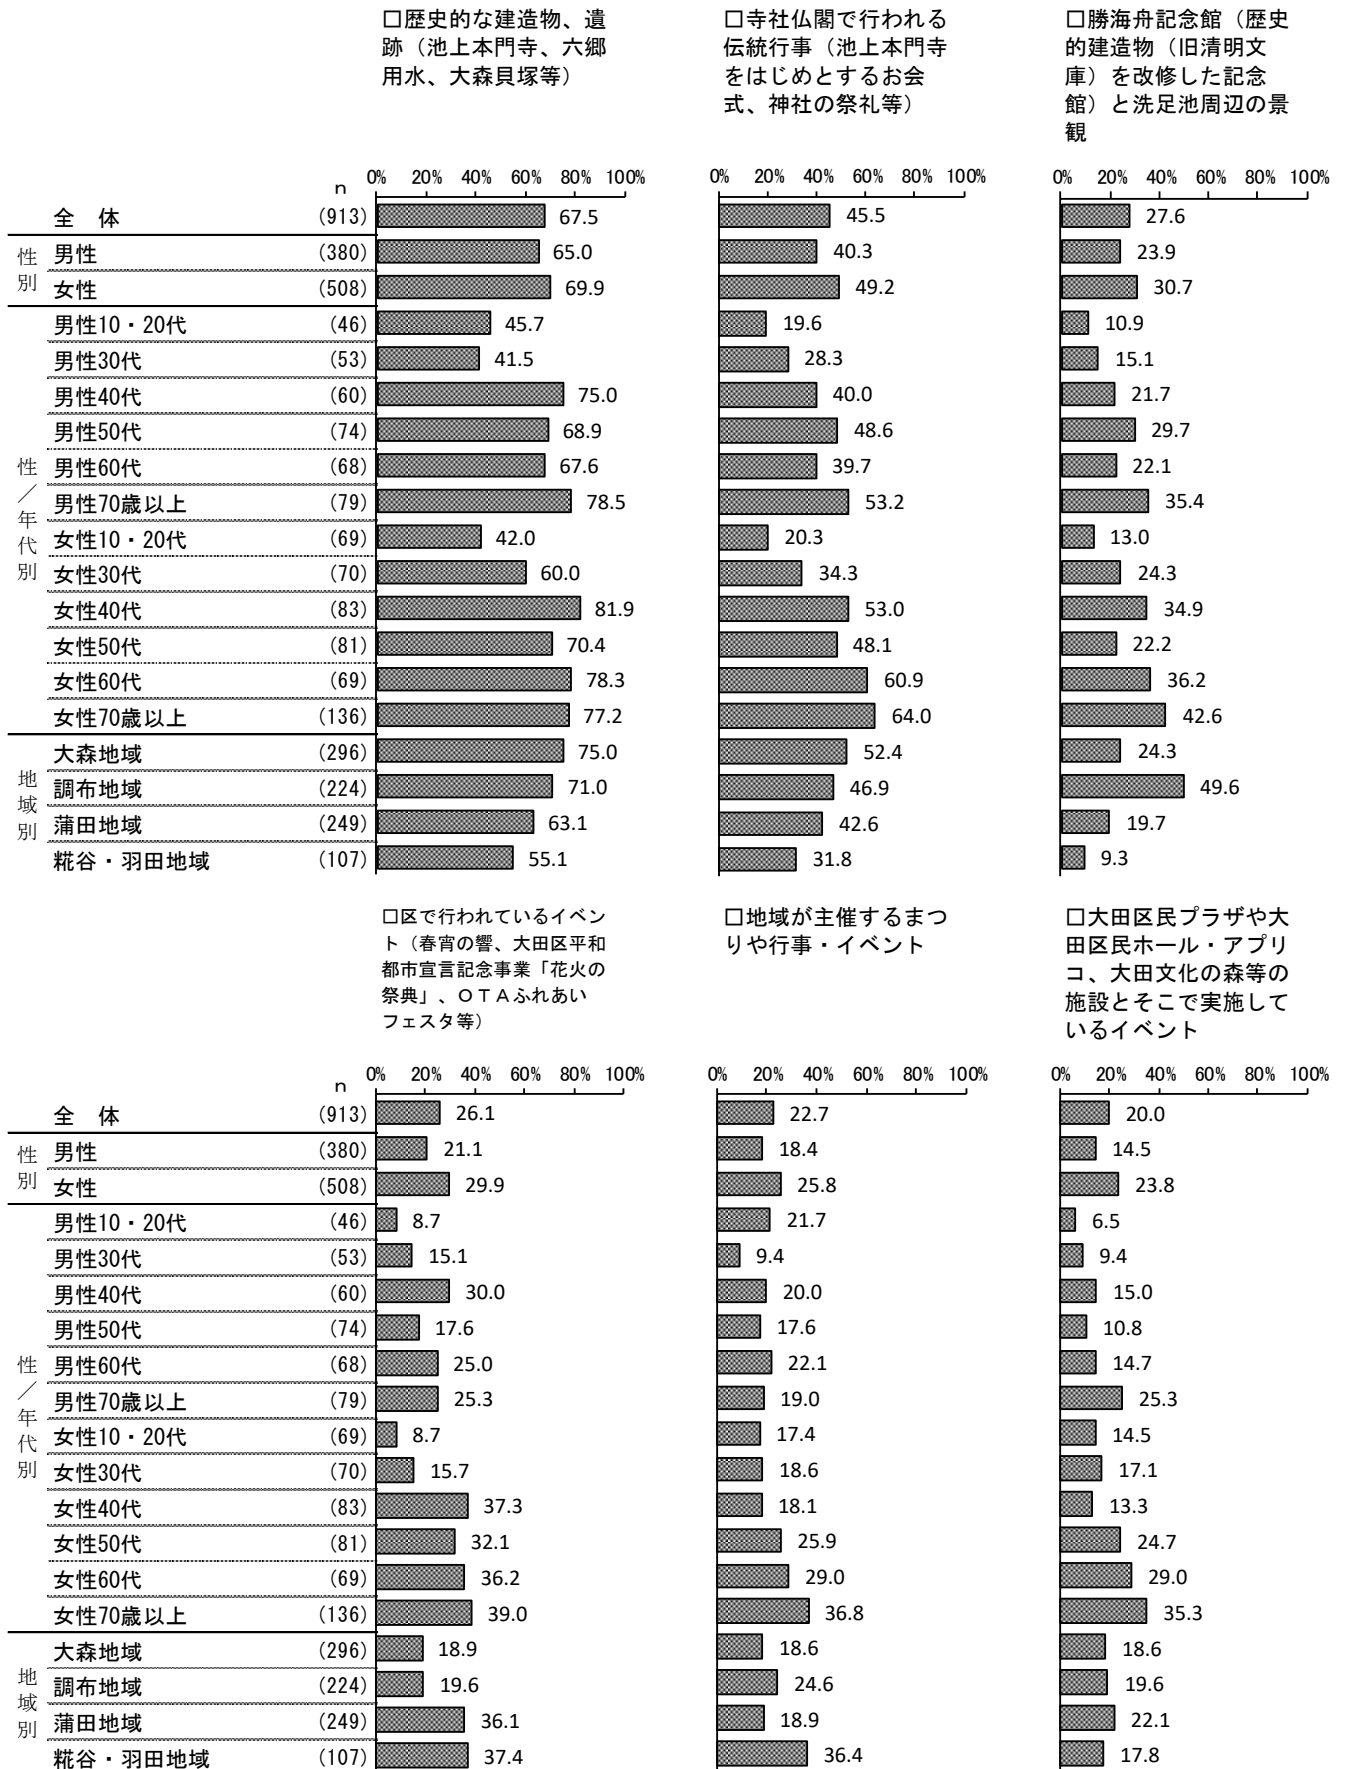 □歴史的な建造物、遺
跡（池上本門寺、六郷
用水、大森貝塚等）
□寺社仏閣で行われる
伝統行事（池上本門寺
をはじめとするお会
式、神社の祭礼等）
□勝海舟記念館（歴史
的建造物（旧清明文
庫）を改修した記念
館）と洗足池周辺の景
観
n 0% 20% 40% 60% 80% 100% 0% 20% 40% 60% 80% 100% 0% 20% 40% 60% 80% 100%
全　体 (913) 67.5 45.5 27.6
性別
男性 (380) 65.0 40.3 23.9
女性 (508) 69.9 49.2 30.7
性／年代別
男性10・20代 (46) 45.7 19.6 10.9
男性30代 (53) 41.5 28.3 15.1
男性40代 (60) 75.0 40.0 21.7
男性50代 (74) 68.9 48.6 29.7
男性60代 (68) 67.6 39.7 22.1
男性70歳以上 (79) 78.5 53.2 35.4
女性10・20代 (69) 42.0 20.3 13.0
女性30代 (70) 60.0 34.3 24.3
女性40代 (83) 81.9 53.0 34.9
女性50代 (81) 70.4 48.1 22.2
女性60代 (69) 78.3 60.9 36.2
女性70歳以上 (136) 77.2 64.0 42.6
地域別
大森地域 (296) 75.0 52.4 24.3
調布地域 (224) 71.0 46.9 49.6
蒲田地域 (249) 63.1 42.6 19.7
糀谷・羽田地域 (107) 55.1 31.8 9.3
□区で行われているイベン
ト（春宵の響、大田区平和
都市宣言記念事業「花火の
祭典」、ＯＴＡふれあい
フェスタ等）
□地域が主催するまつ
りや行事・イベント
□大田区民プラザや大
田区民ホール・アプリ
コ、大田文化の森等の
施設とそこで実施して
いるイベント
n 0% 20% 40% 60% 80% 100% 0% 20% 40% 60% 80% 100% 0% 20% 40% 60% 80% 100%
全　体 (913) 26.1 22.7 20.0
性別
男性 (380) 21.1 18.4 14.5
女性 (508) 29.9 25.8 23.8
性／年代別
男性10・20代 (46) 8.7 21.7 6.5
男性30代 (53) 15.1 9.4 9.4
男性40代 (60) 30.0 20.0 15.0
男性50代 (74) 17.6 17.6 10.8
男性60代 (68) 25.0 22.1 14.7
男性70歳以上 (79) 25.3 19.0 25.3
女性10・20代 (69) 8.7 17.4 14.5
女性30代 (70) 15.7 18.6 17.1
女性40代 (83) 37.3 18.1 13.3
女性50代 (81) 32.1 25.9 24.7
女性60代 (69) 36.2 29.0 29.0
女性70歳以上 (136) 39.0 36.8 35.3
地域別
大森地域 (296) 18.9 18.6 18.6
調布地域 (224) 19.6 24.6 19.6
蒲田地域 (249) 36.1 18.9 22.1
糀谷・羽田地域 (107) 37.4 36.4 17.8